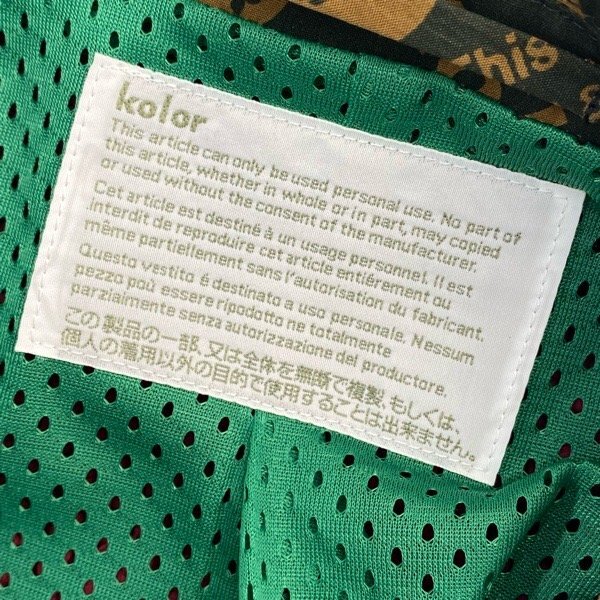 This
kolor
This article can only be used personal use. No part of
this article, whether in whole or in part, may copied
or used without the consent of the manufacturer.
Cet article est destiné à un usage personnel. Il est
interdit de reproduire cet article entiérement ou
même partiellement sans l'autorisation du fabricant.
Questo vestito é destinato a uso personale. Nessum
pezzo poú essere ripodotto ne totalmente
parzialmente senza autorizzazione del productore.
この製品の一部、又は全体を無断で複製、もしくは、
個人の着用以外の目的で使用することは出来ません。